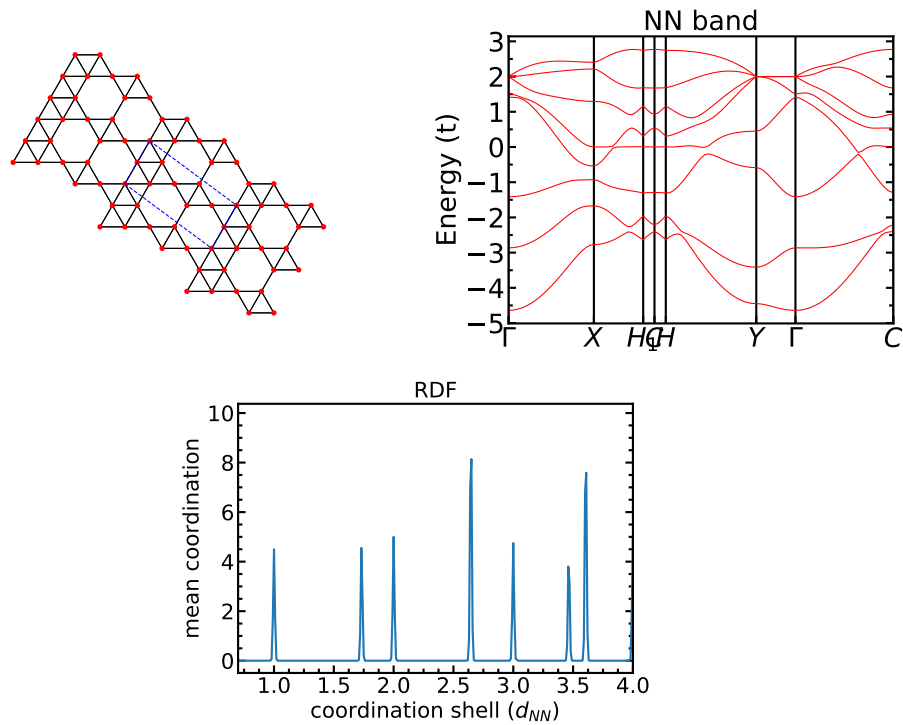 NN band
Energy (t)
3
2
1
0
−1
−2
−3
−4
−5
Γ X H C H Y Γ C
RDF
mean coordination
10
8
6
4
2
0
1.0 1.5 2.0 2.5 3.0 3.5 4.0
coordination shell (d_NN)